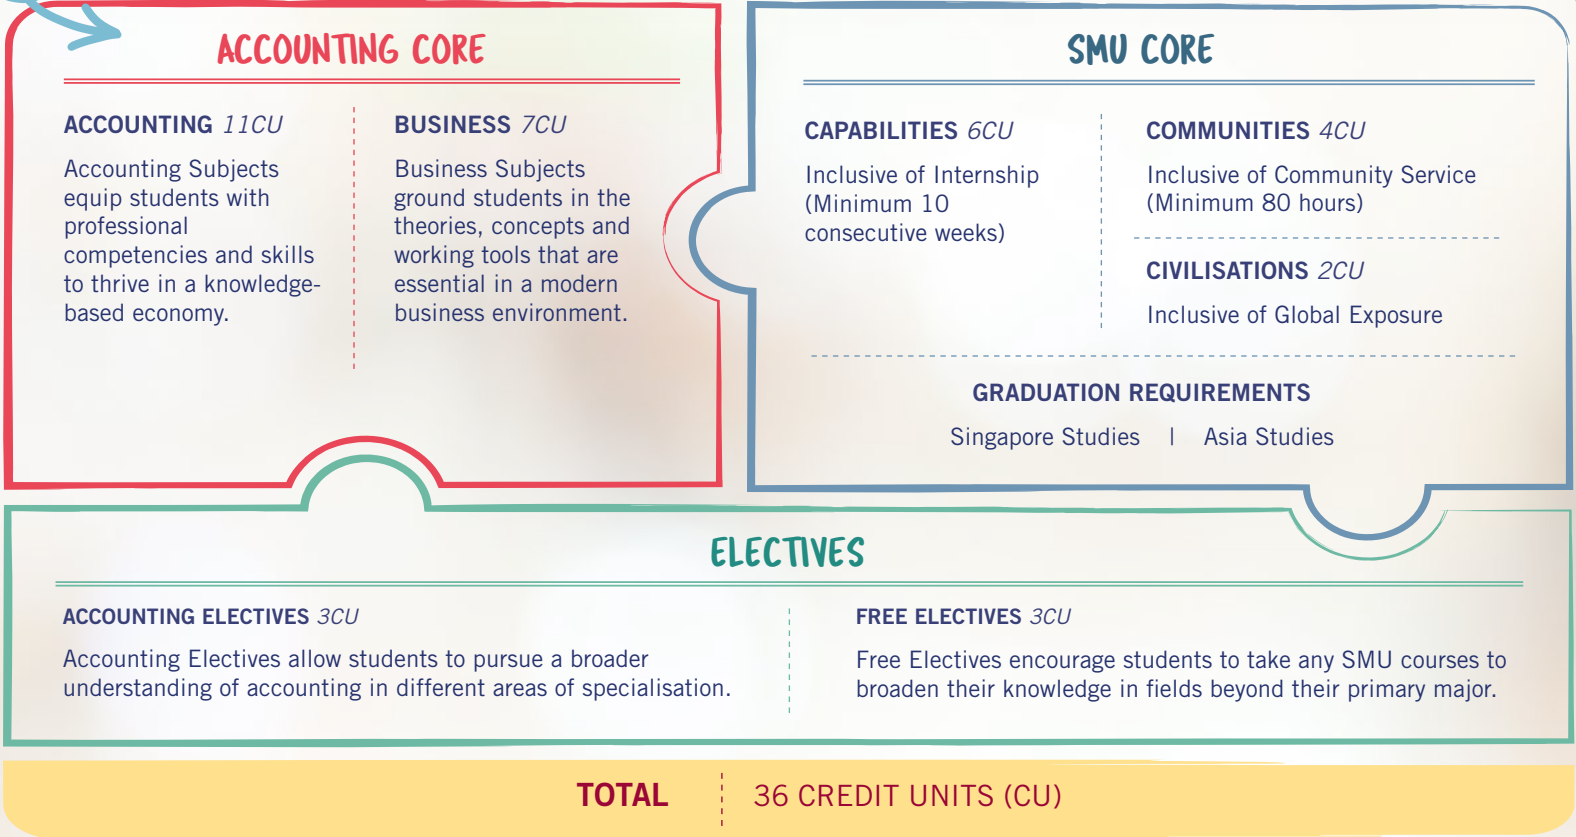 ACCOUNTING CORE
ACCOUNTING 11CU
Accounting Subjects
equip students with
professional
competencies and skills
to thrive in a knowledge-
based economy.
BUSINESS 7CU
Business Subjects
ground students in the
theories, concepts and
working tools that are
essential in a modern
business environment.
SMU CORE
CAPABILITIES 6CU
Inclusive of Internship
(Minimum 10
consecutive weeks)
COMMUNITIES 4CU
Inclusive of Community Service
(Minimum 80 hours)
CIVILISATIONS 2CU
Inclusive of Global Exposure
GRADUATION REQUIREMENTS
Singapore Studies | Asia Studies
ELECTIVES
ACCOUNTING ELECTIVES 3CU
Accounting Electives allow students to pursue a broader
understanding of accounting in different areas of specialisation.
FREE ELECTIVES 3CU
Free Electives encourage students to take any SMU courses to
broaden their knowledge in fields beyond their primary major.
TOTAL 36 CREDIT UNITS (CU)